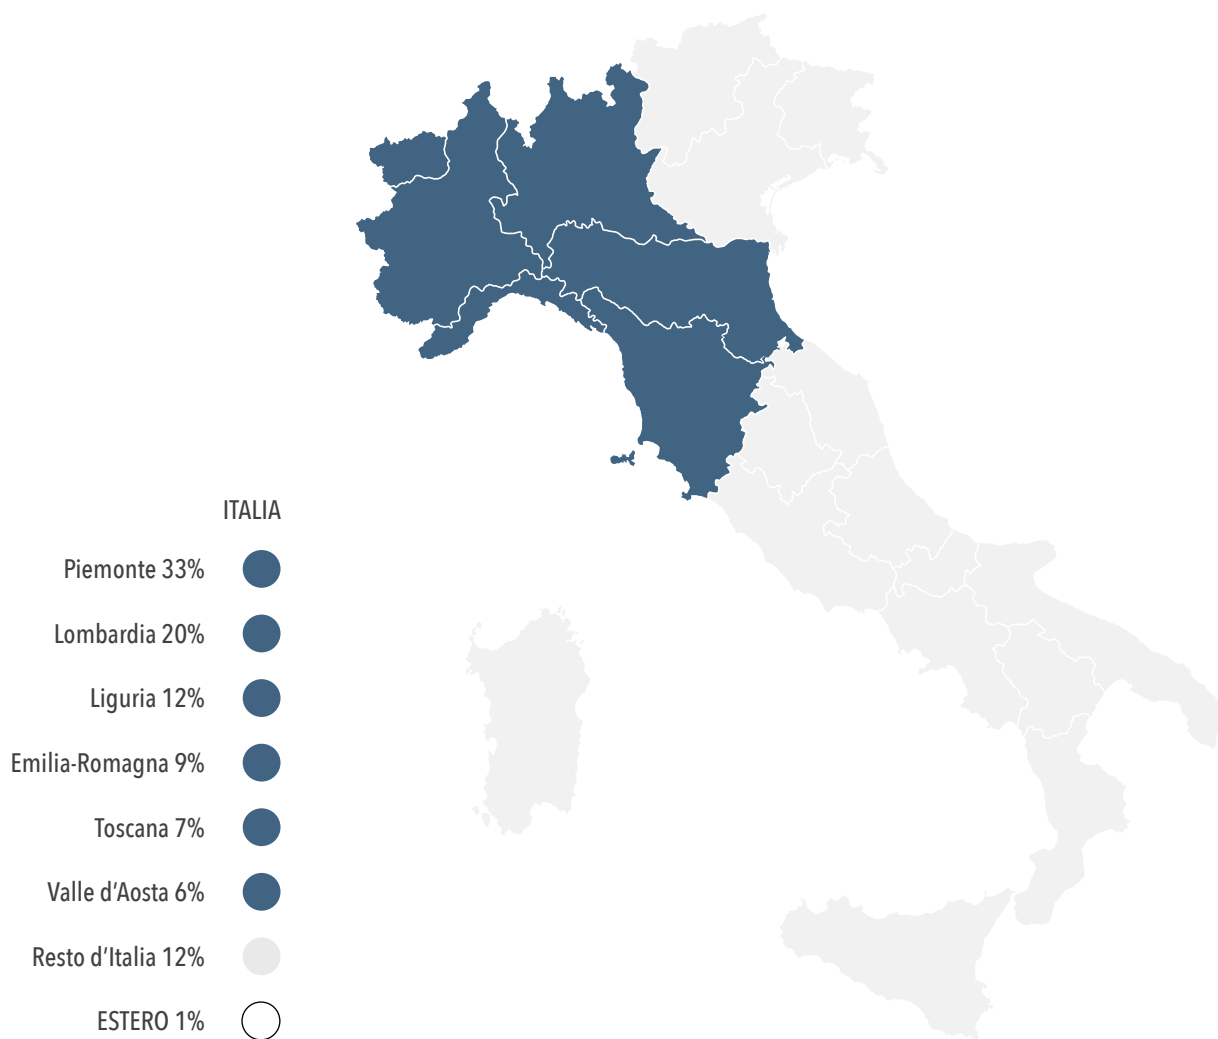 ITALIA
Piemonte 33%
Lombardia 20%
Liguria 12%
Emilia-Romagna 9%
Toscana 7%
Valle d’Aosta 6%
Resto d’Italia 12%
ESTERO 1%